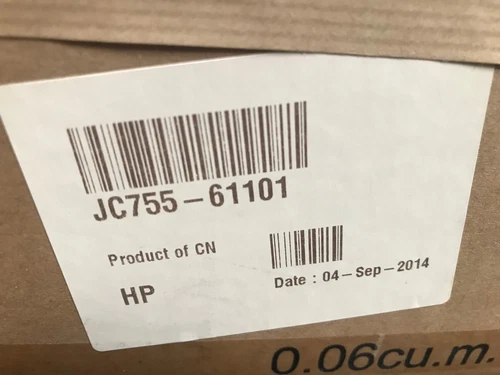 JC755-61101
Product of CN
HP
Date : 04-Sep-2014
0.06cu.m.